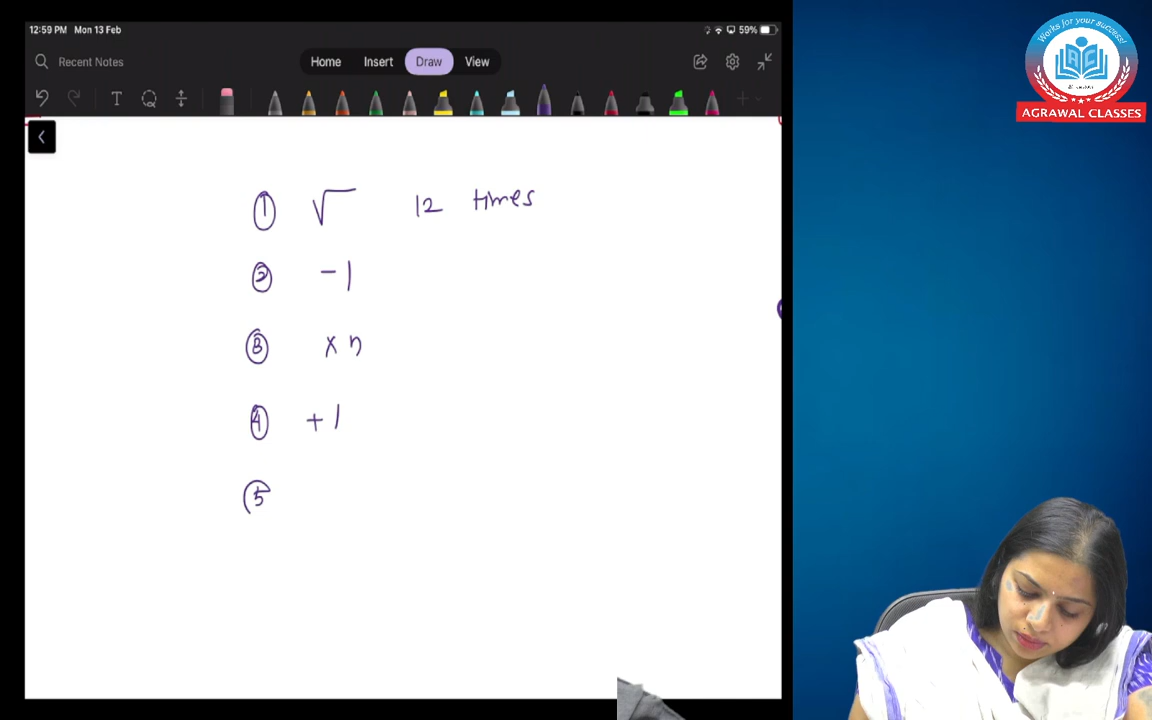 12:59 PM Mon 13 Feb
59%
Recent Notes
Home Insert Draw View
Works for your success!
AC
AGRAWAL CLASSES
① √ 12 times
② - 1
③ × n
④ + 1
⑤